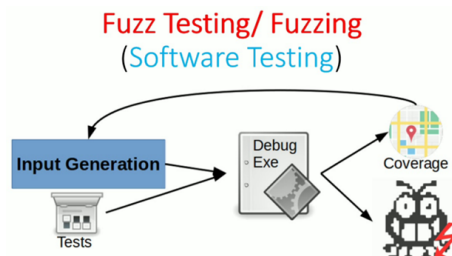 Fuzz Testing/ Fuzzing
(Software Testing)
Input Generation
Debug
Exe
Coverage
Tests